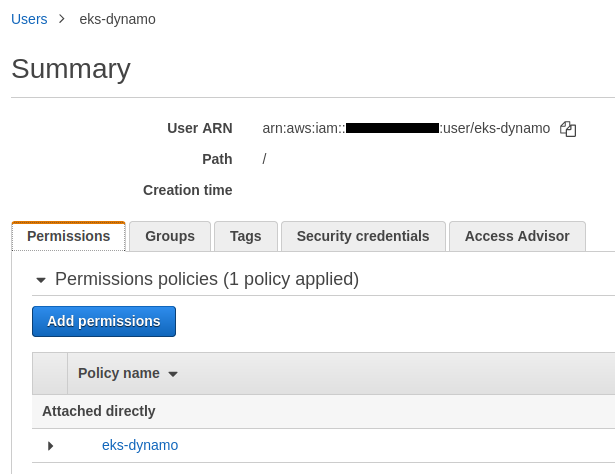 Users > eks-dynamo
Summary
User ARN arn:aws:iam:::user/eks-dynamo
Path /
Creation time
Permissions Groups Tags Security credentials Access Advisor
Permissions policies (1 policy applied)
Add permissions
Policy name
Attached directly
eks-dynamo